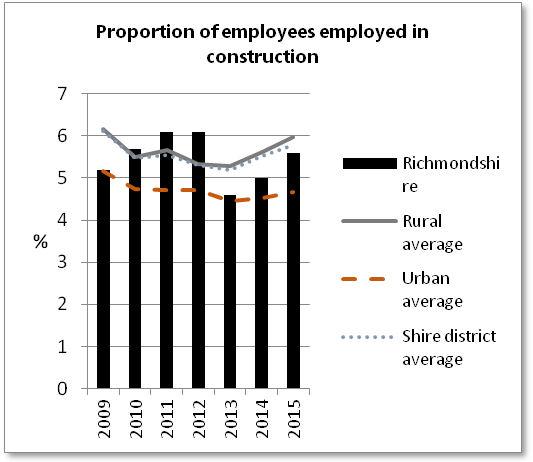 Proportion of employees employed in
construction
7
6
5
4
%
3
2
1
0
2009
2010
2011
2012
2013
2014
2015
Richmondshi
re
Rural
average
Urban
average
Shire district
average